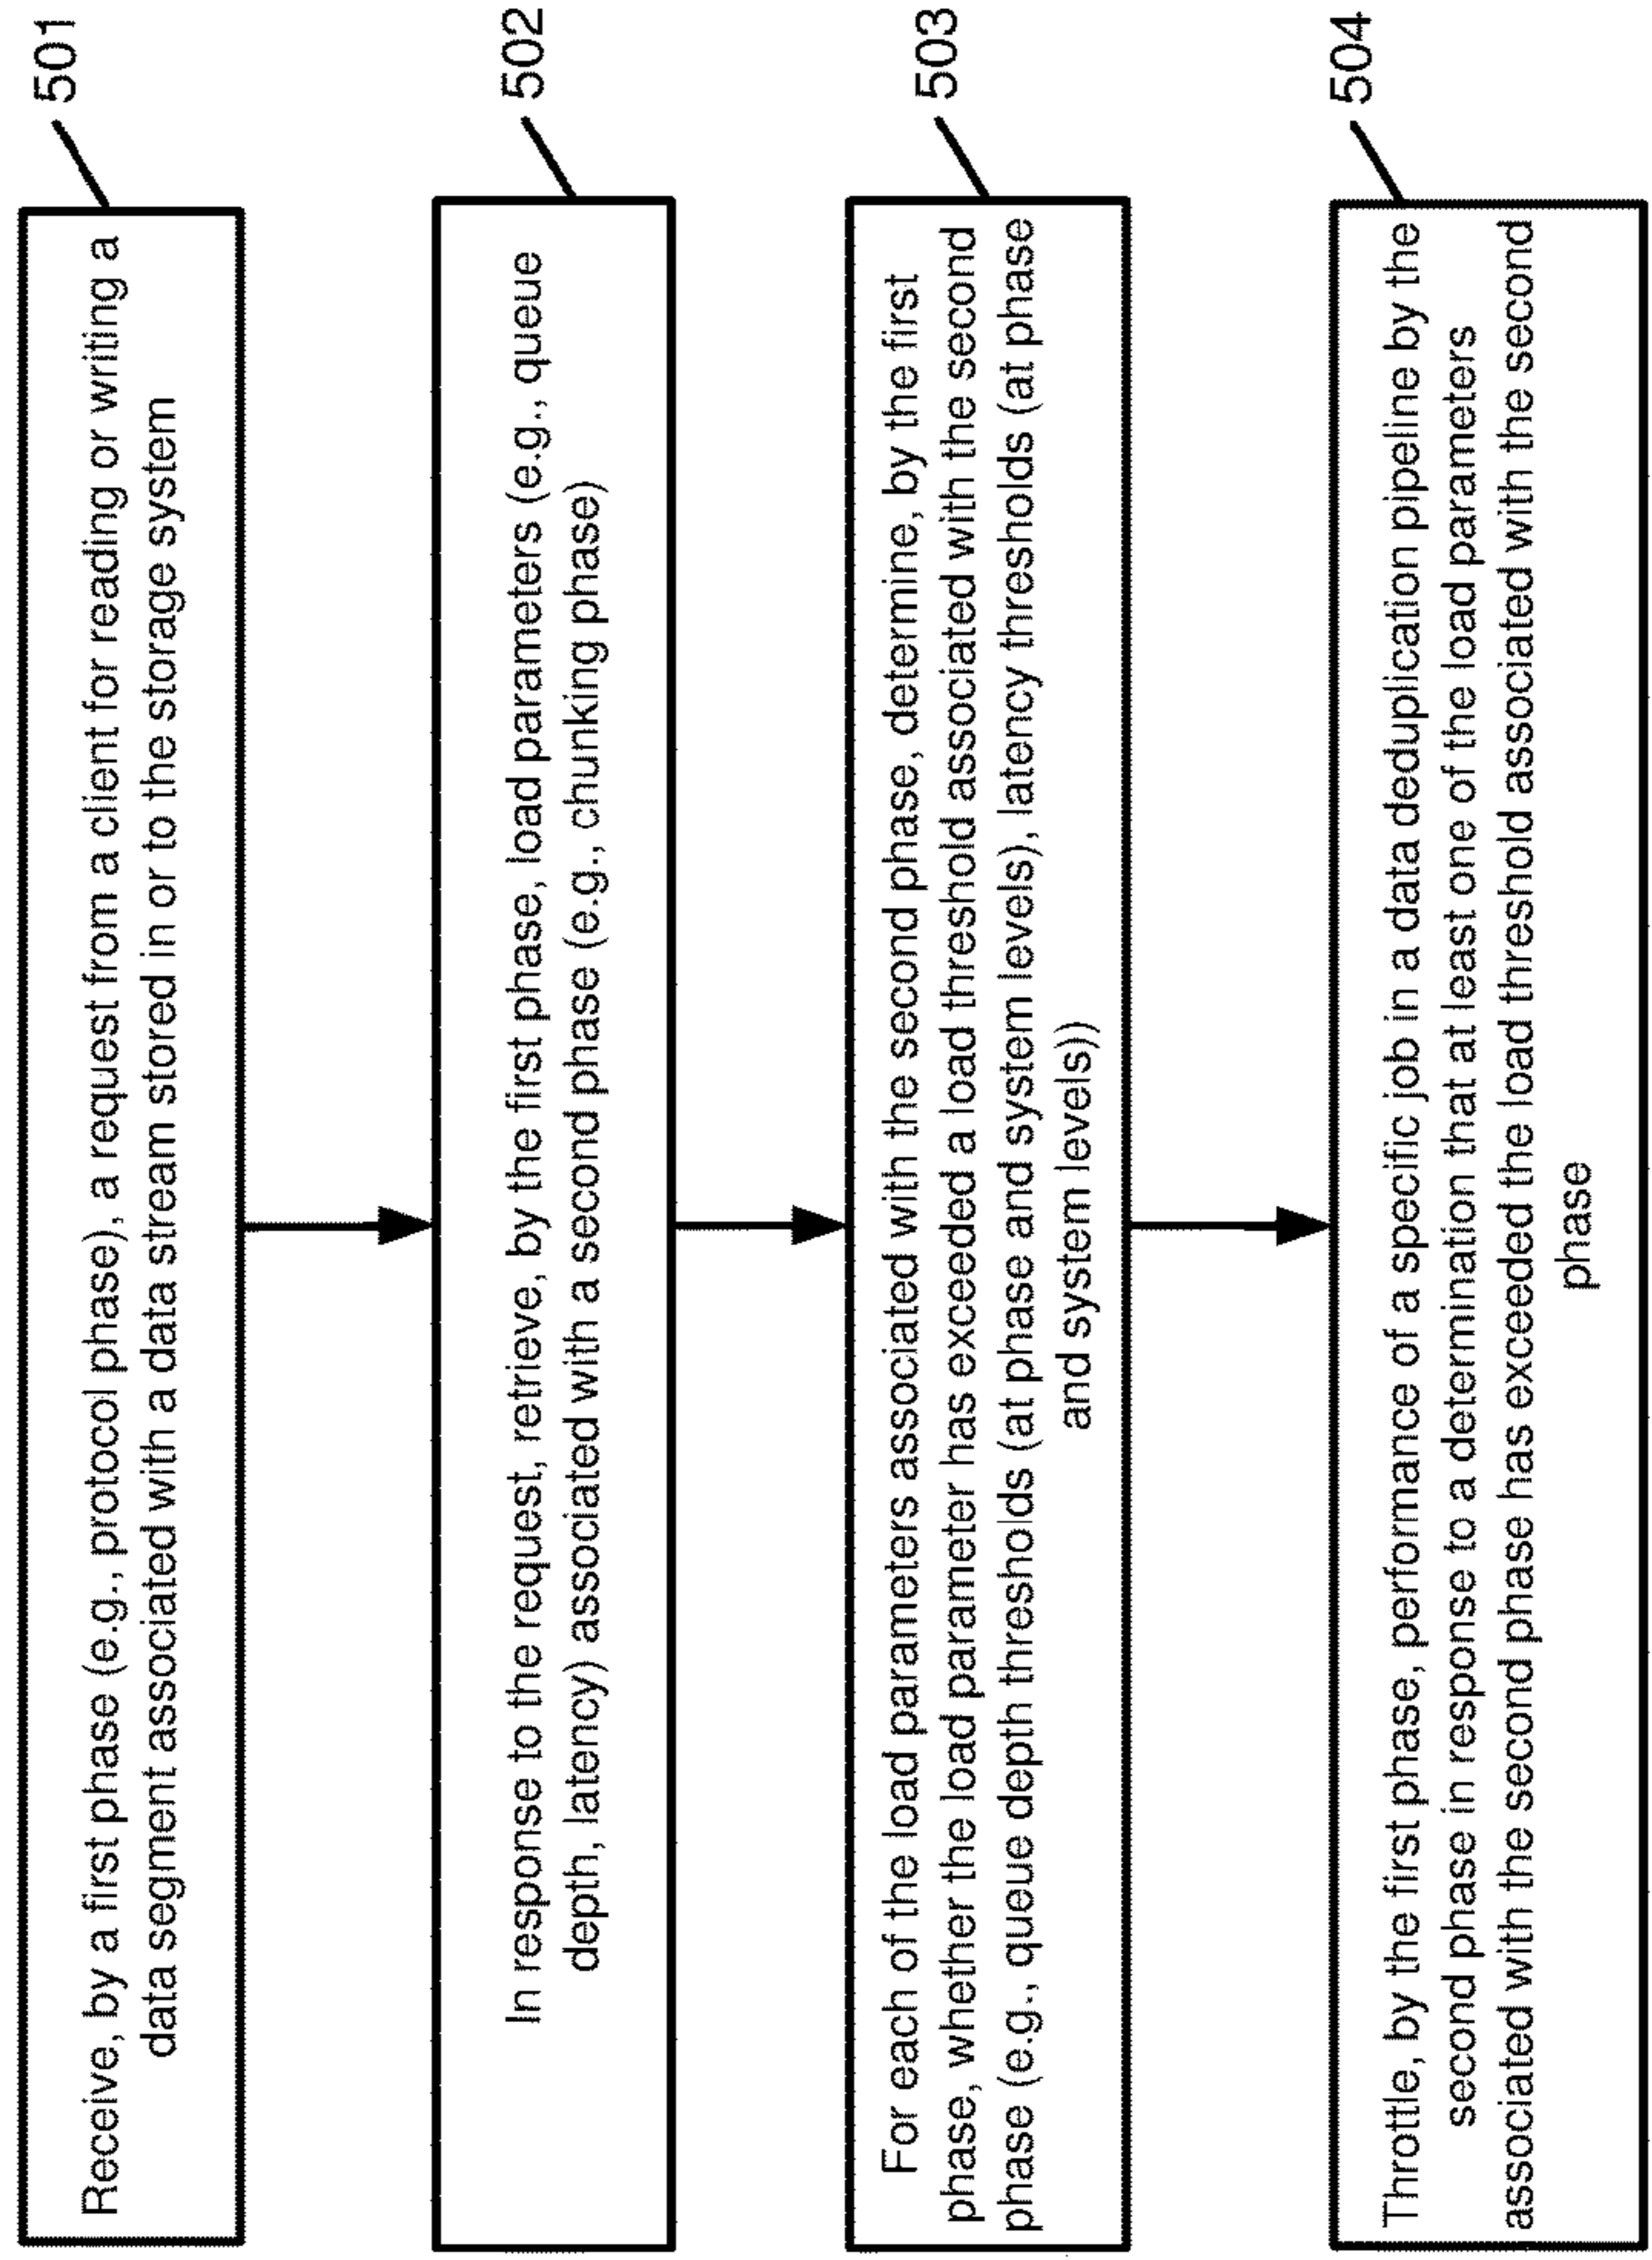 501
Receive, by a first phase (e.g., protocol phase), a request from a client for reading or writing a
data segment associated with a data stream stored in or to the storage system
502
In response to the request, retrieve, by the first phase, load parameters (e.g., queue
depth, latency) associated with a second phase (e.g., chunking phase)
503
For each of the load parameters associated with the second phase, determine, by the first
phase, whether the load parameter has exceeded a load threshold associated with the second
phase (e.g., queue depth thresholds (at phase and system levels), latency thresholds (at phase
and system levels))
504
Throttle, by the first phase, performance of a specific job in a data deduplication pipeline by the
second phase in response to a determination that at least one of the load parameters
associated with the second phase has exceeded the load threshold associated with the second
phase